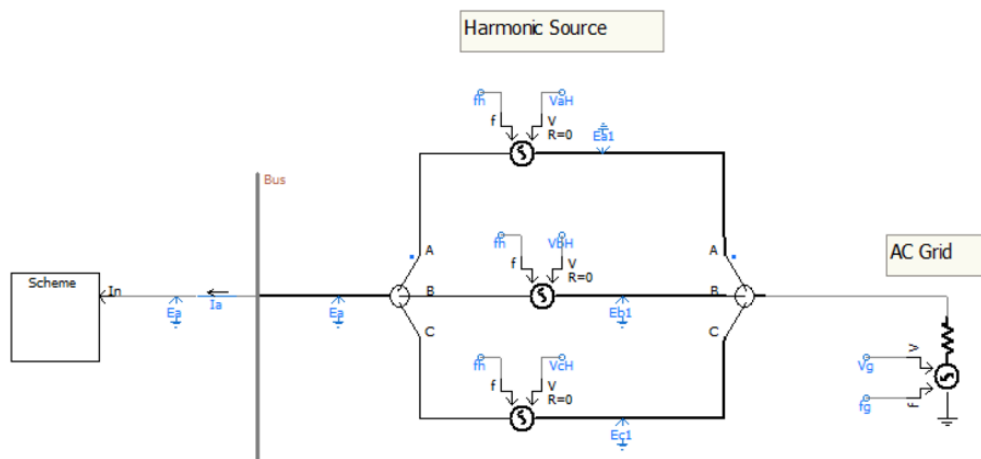 Harmonic Source
fh
VaH
f
V
R=0
Ea1
Bus
A
A
fh
VbH
f
V
R=0
AC Grid
Scheme
In
Ea
Ia
Ea
B
Eb1
B
C
C
fh
VcH
f
V
R=0
Ec1
Vg
V
fg
f